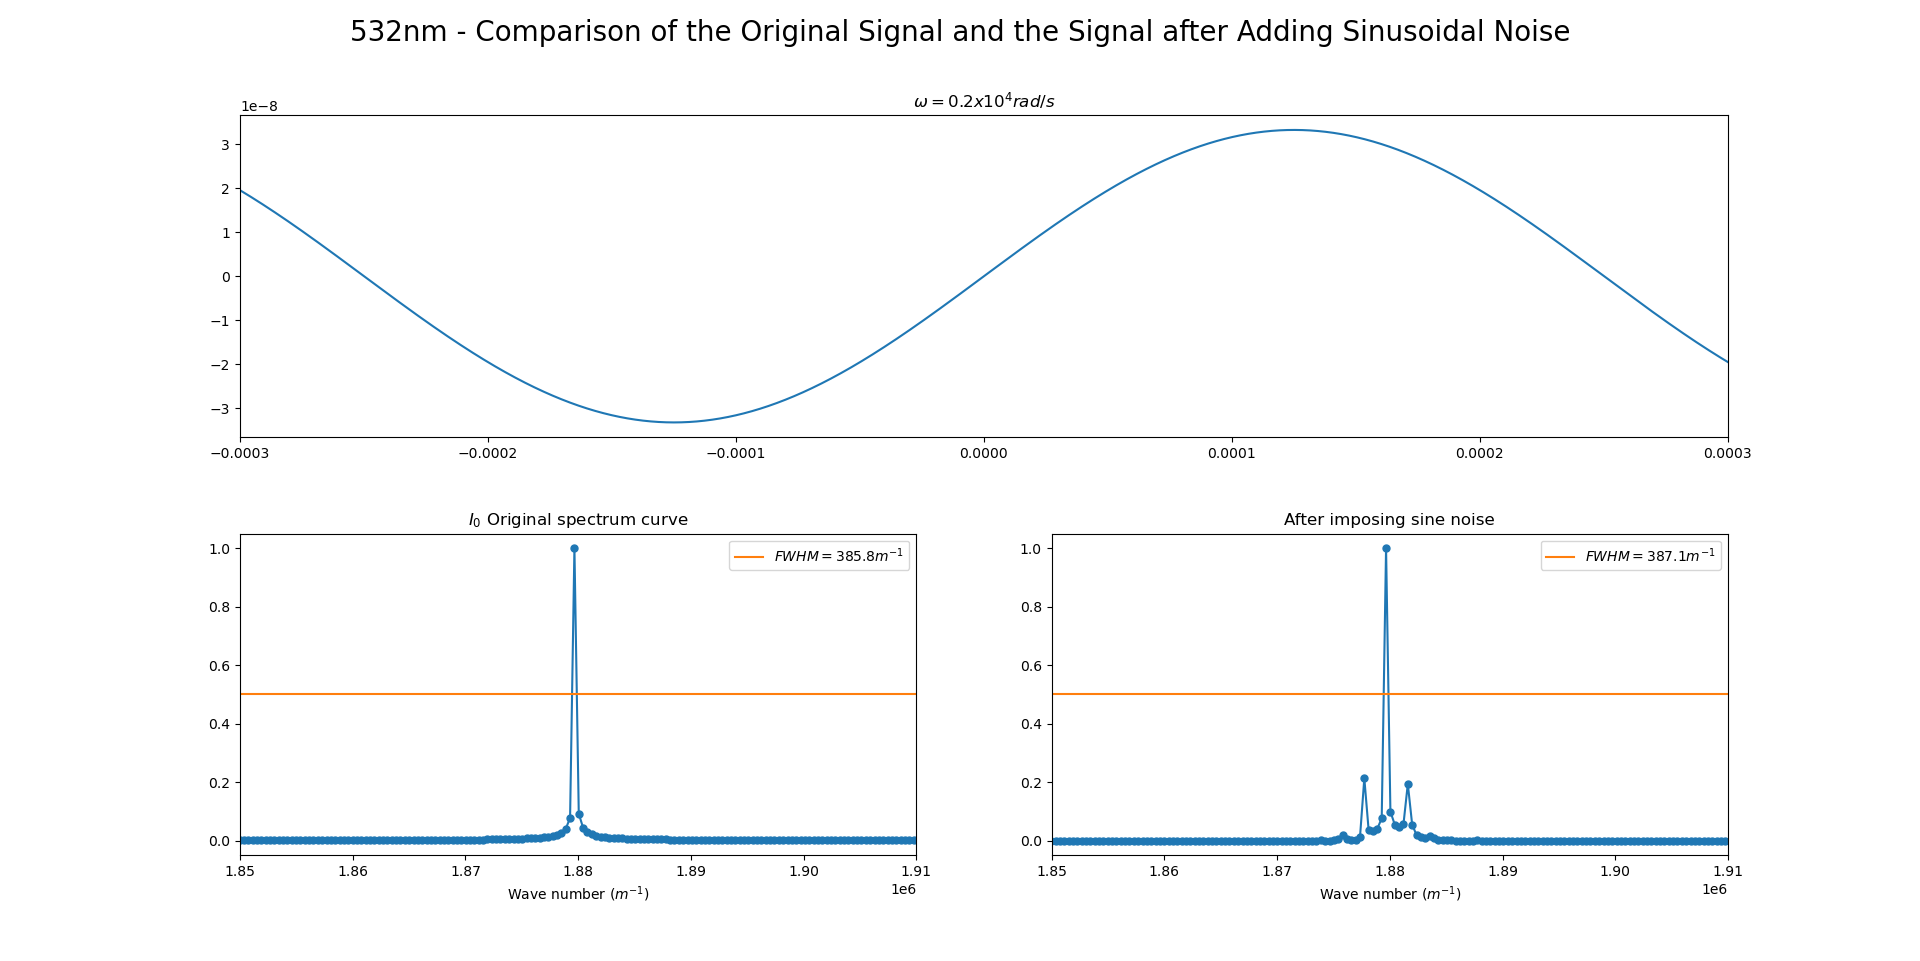 532nm - Comparison of the Original Signal and the Signal after Adding Sinusoidal Noise
1e−8
ω = 0.2x10⁴rad/s
3
2
1
0
−1
−2
−3
−0.0003 −0.0002 −0.0001 0.0000 0.0001 0.0002 0.0003
I₀ Original spectrum curve
FWHM = 385.8m⁻¹
1.0
0.8
0.6
0.4
0.2
0.0
1.85 1.86 1.87 1.88 1.89 1.90 1.91
1e6
Wave number (m⁻¹)
After imposing sine noise
FWHM = 387.1m⁻¹
1.0
0.8
0.6
0.4
0.2
0.0
1.85 1.86 1.87 1.88 1.89 1.90 1.91
1e6
Wave number (m⁻¹)